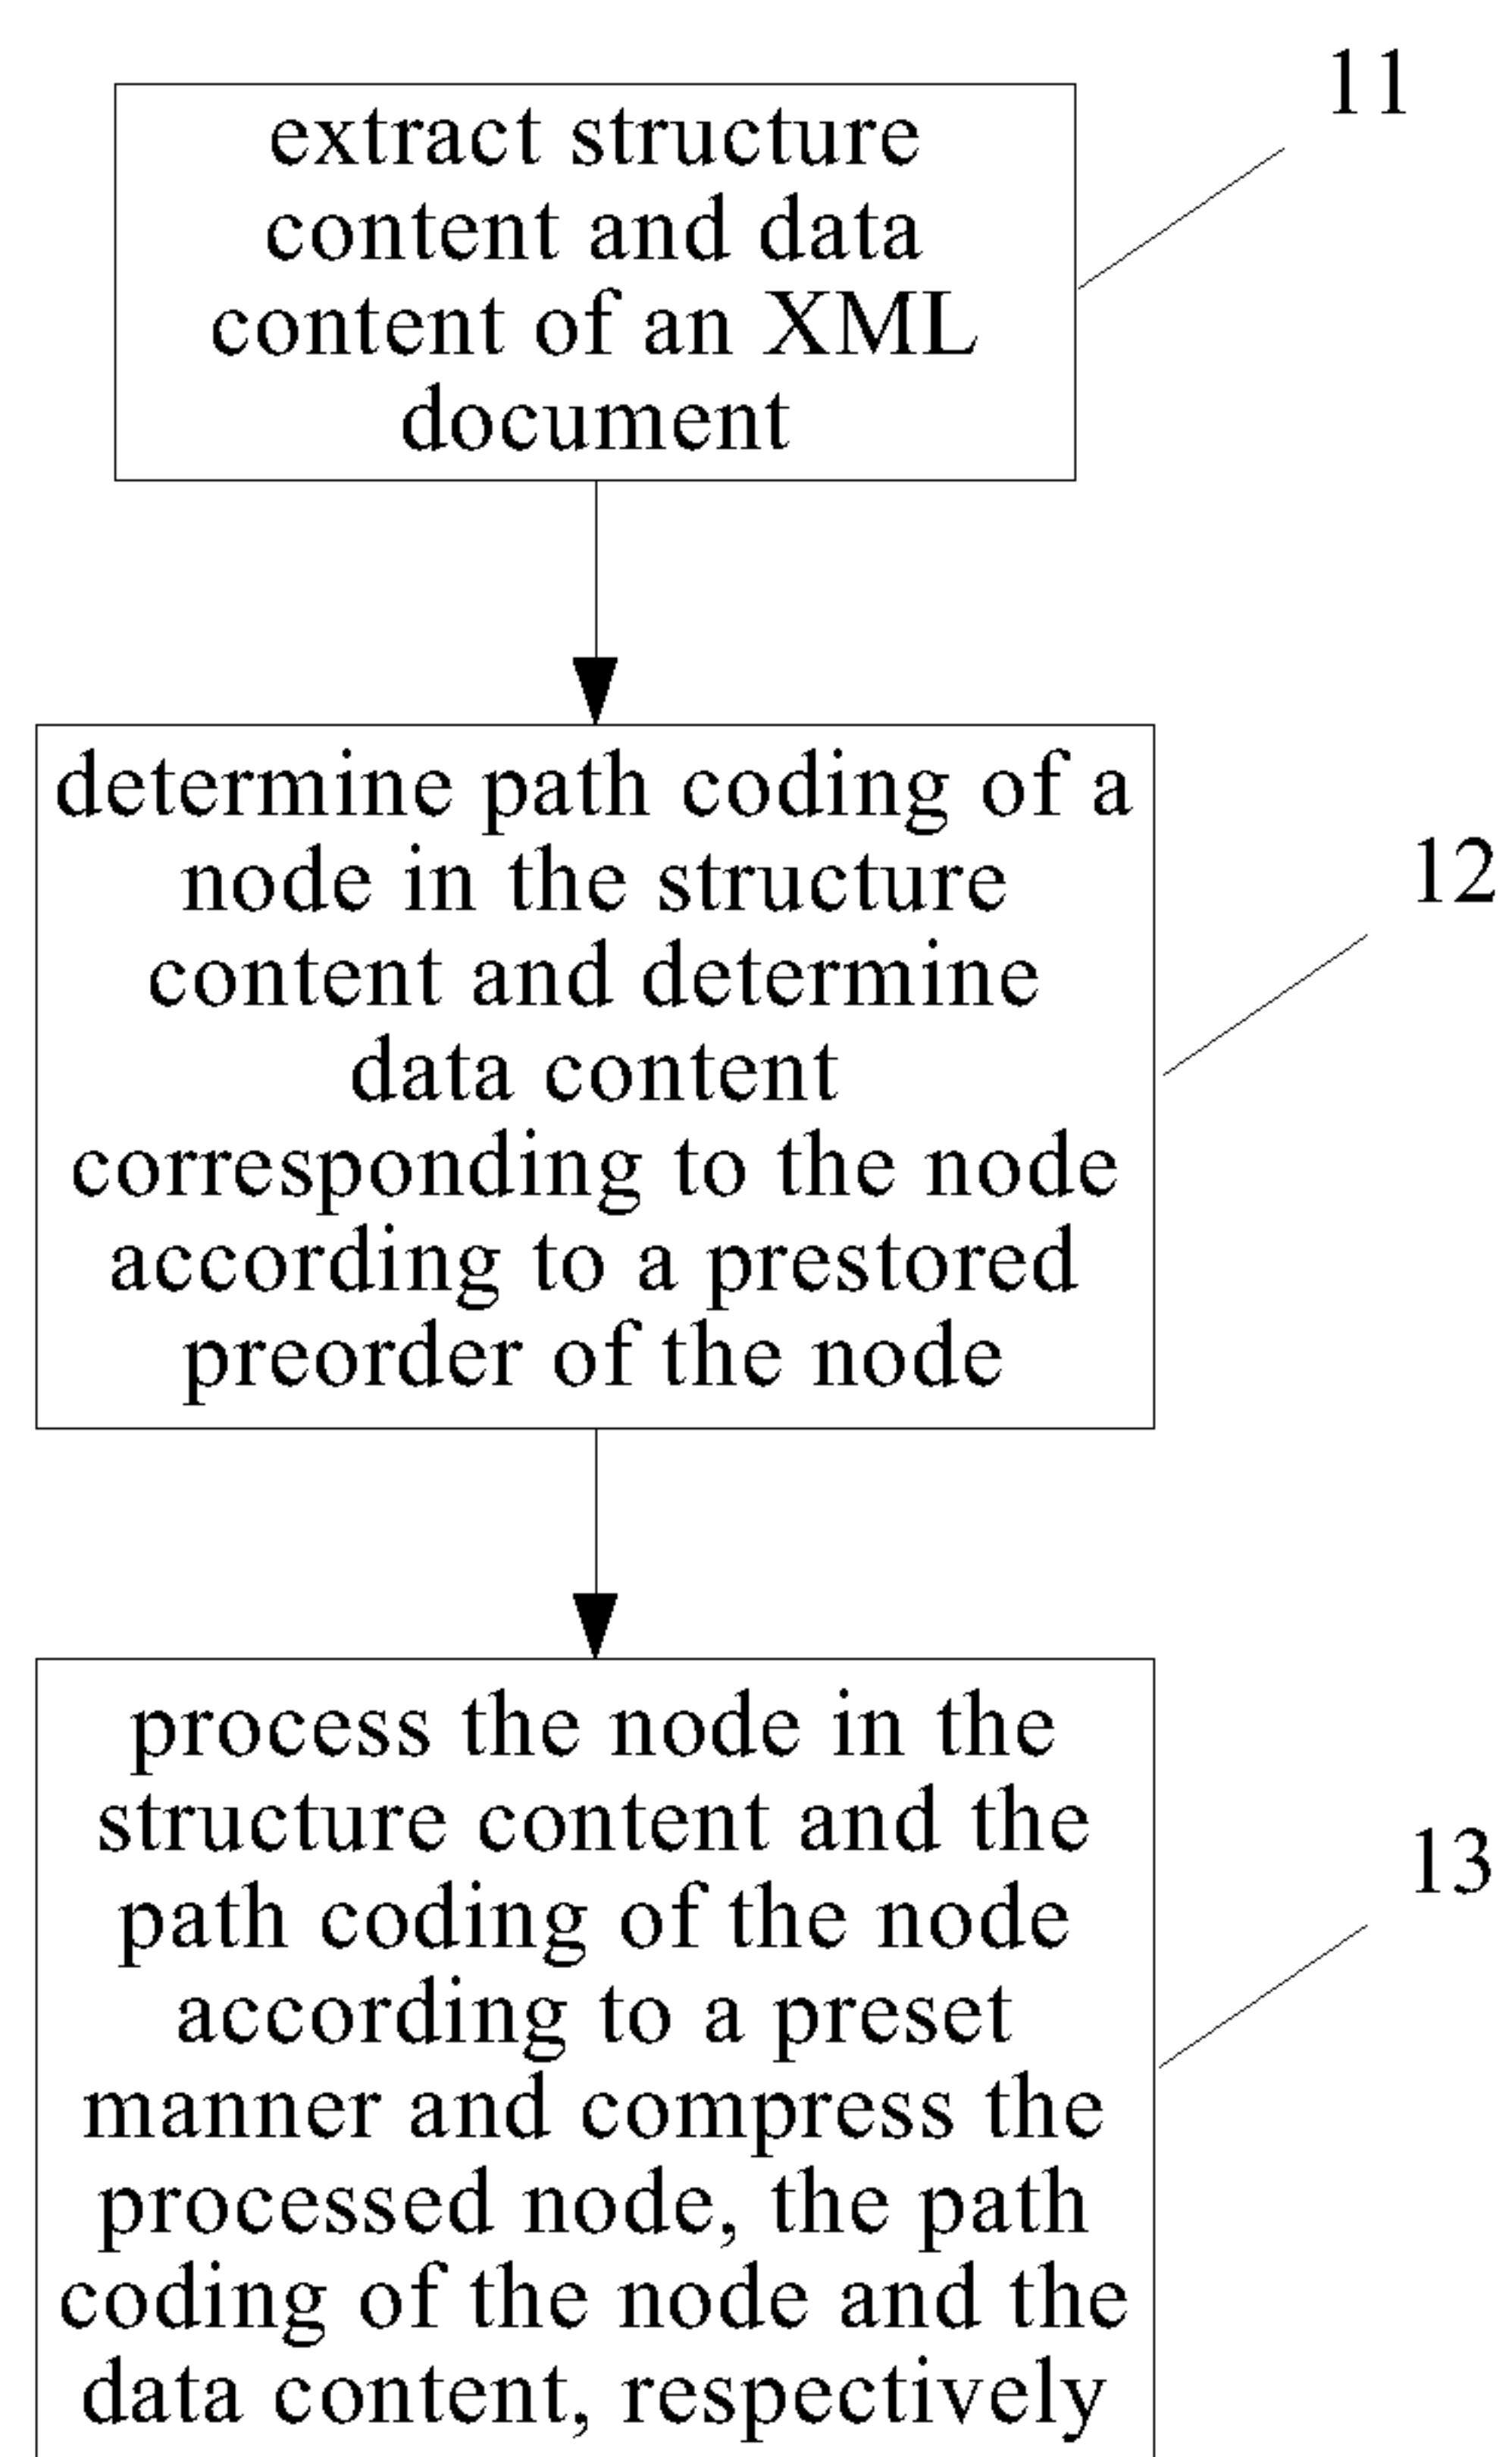 11
extract structure
content and data
content of an XML
document
determine path coding of a
node in the structure
content and determine
data content
corresponding to the node
according to a prestored
preorder of the node
12
process the node in the
structure content and the
path coding of the node
according to a preset
manner and compress the
processed node, the path
coding of the node and the
data content, respectively
13